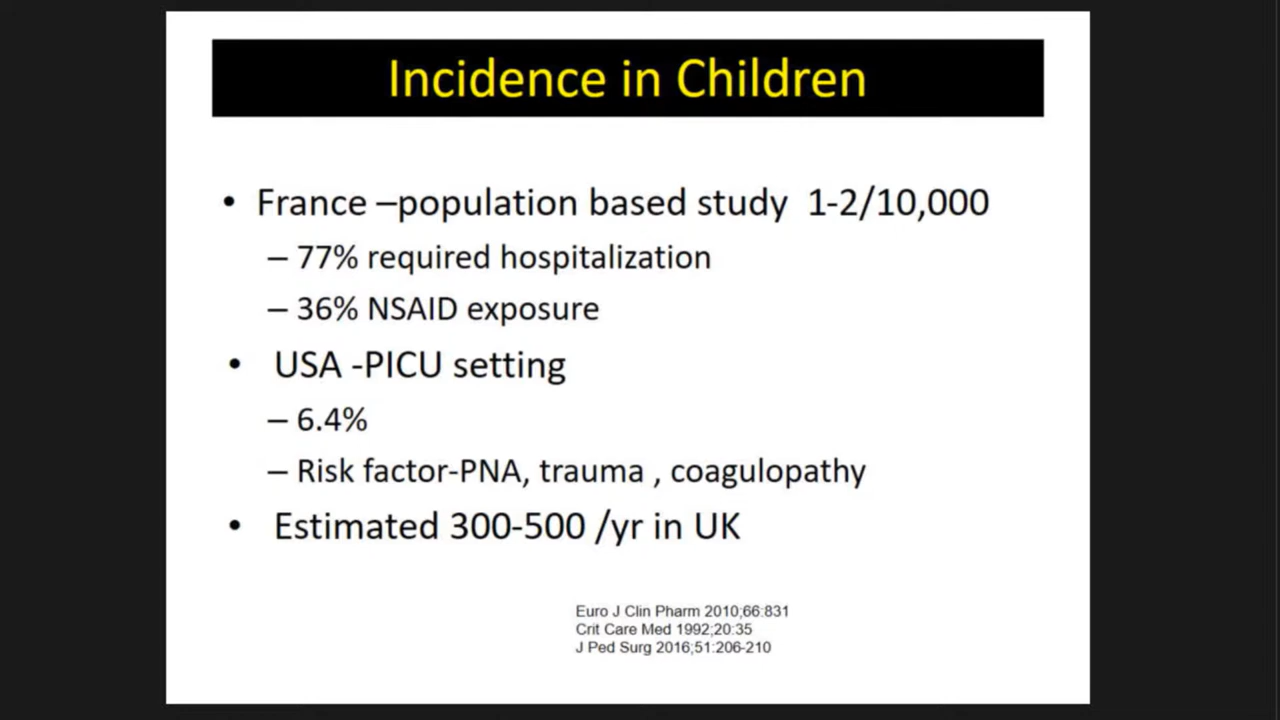 Incidence in Children
• France –population based study 1-2/10,000
– 77% required hospitalization
– 36% NSAID exposure
• USA -PICU setting
– 6.4%
– Risk factor-PNA, trauma , coagulopathy
• Estimated 300-500 /yr in UK
Euro J Clin Pharm 2010;66:831
Crit Care Med 1992;20:35
J Ped Surg 2016;51:206-210